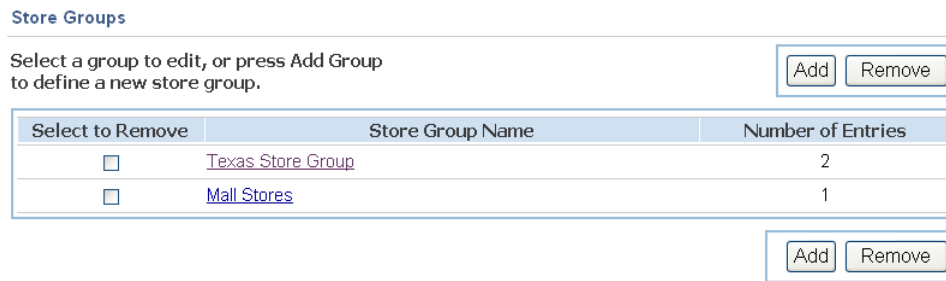 Store Groups
Select a group to edit, or press Add Group
to define a new store group.
Add Remove
Select to Remove Store Group Name Number of Entries
Texas Store Group 2
Mall Stores 1
Add Remove